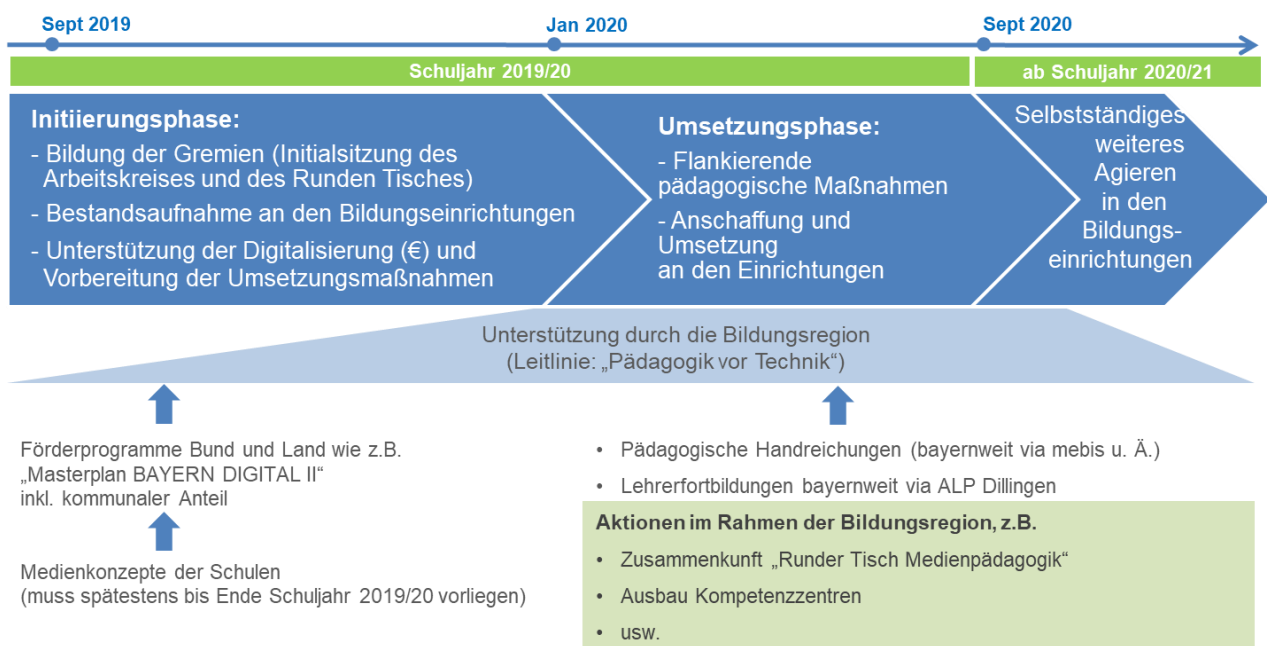 Sept 2019
Jan 2020
Sept 2020
Schuljahr 2019/20
ab Schuljahr 2020/21
Initiierungsphase:
- Bildung der Gremien (Initialsitzung des
Arbeitskreises und des Runden Tisches)
- Bestandsaufnahme an den Bildungseinrichtungen
- Unterstützung der Digitalisierung (€) und
Vorbereitung der Umsetzungsmaßnahmen
Umsetzungsphase:
- Flankierende
pädagogische Maßnahmen
- Anschaffung und
Umsetzung
an den Einrichtungen
Selbstständiges
weiteres
Agieren
in den
Bildungs-
einrichtungen
Unterstützung durch die Bildungsregion
(Leitlinie: „Pädagogik vor Technik“)
Förderprogramme Bund und Land wie z.B.
„Masterplan BAYERN DIGITAL II“
inkl. kommunaler Anteil
Medienkonzepte der Schulen
(muss spätestens bis Ende Schuljahr 2019/20 vorliegen)
• Pädagogische Handreichungen (bayernweit via mebis u. Ä.)
• Lehrerfortbildungen bayernweit via ALP Dillingen
Aktionen im Rahmen der Bildungsregion, z.B.
• Zusammenkunft „Runder Tisch Medienpädagogik“
• Ausbau Kompetenzzentren
• usw.